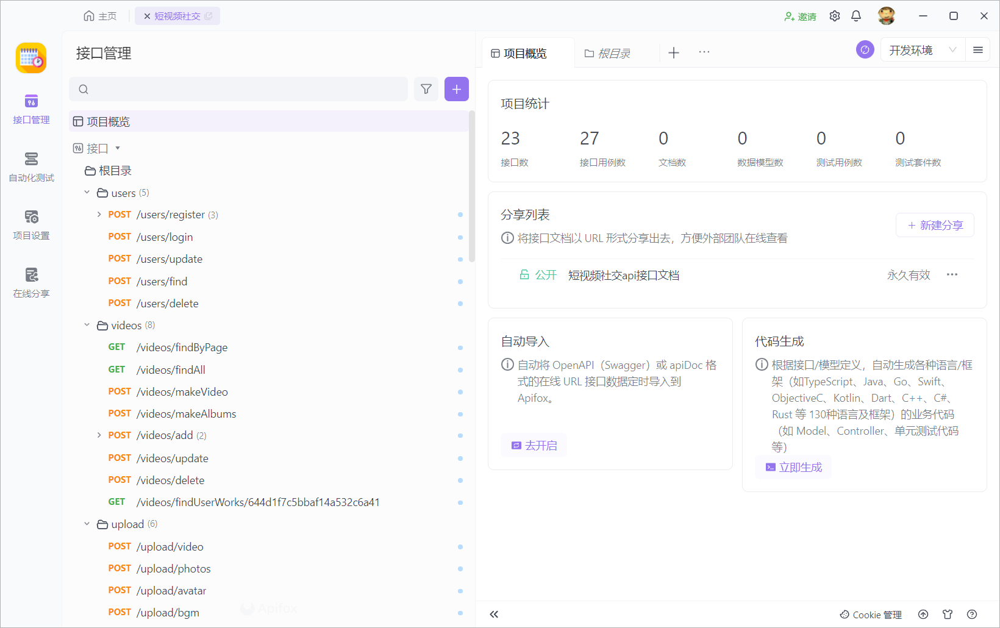 主页
短视频社交
邀请
接口管理
自动化测试
项目设置
在线分享
接口管理
项目概览
接口
根目录
users (5)
POST /users/register (3)
POST /users/login
POST /users/update
POST /users/find
POST /users/delete
videos (8)
GET /videos/findByPage
GET /videos/findAll
POST /videos/makeVideo
POST /videos/makeAlbums
POST /videos/add (2)
POST /videos/update
POST /videos/delete
GET /videos/findUserWorks/644d1f7c5bbaf14a532c6a41
upload (6)
POST /upload/video
POST /upload/photos
POST /upload/avatar
POST /upload/bgm
Apifox
项目概览
根目录
开发环境
项目统计
23 27 0 0 0 0
接口数 接口用例数 文档数 数据模型数 测试用例数 测试套件数
分享列表
将接口文档以 URL 形式分享出去，方便外部团队在线查看
新建分享
公开 短视频社交api接口文档 永久有效
自动导入
自动将 OpenAPI（Swagger）或 apiDoc 格
式的在线 URL 接口数据定时导入到
Apifox。
去开启
代码生成
根据接口/模型定义，自动生成各种语言/框
架（如TypeScript、Java、Go、Swift、
ObjectiveC、Kotlin、Dart、C++、C#、
Rust 等 130种语言及框架）的业务代码
（如 Model、Controller、单元测试代码
等）
立即生成
Cookie 管理